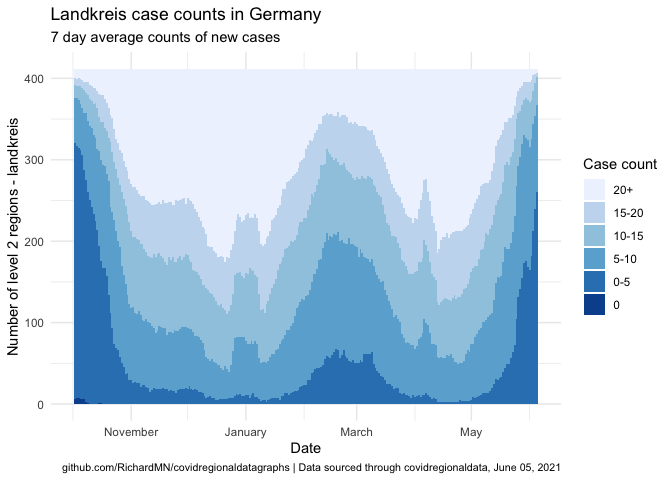 Landkreis case counts in Germany
7 day average counts of new cases
Number of level 2 regions - landkreis
400
300
200
100
0
November
January
March
May
Date
Case count
20+
15-20
10-15
5-10
0-5
0
github.com/RichardMN/covidregionaldatagraphs | Data sourced through covidregionaldata, June 05, 2021